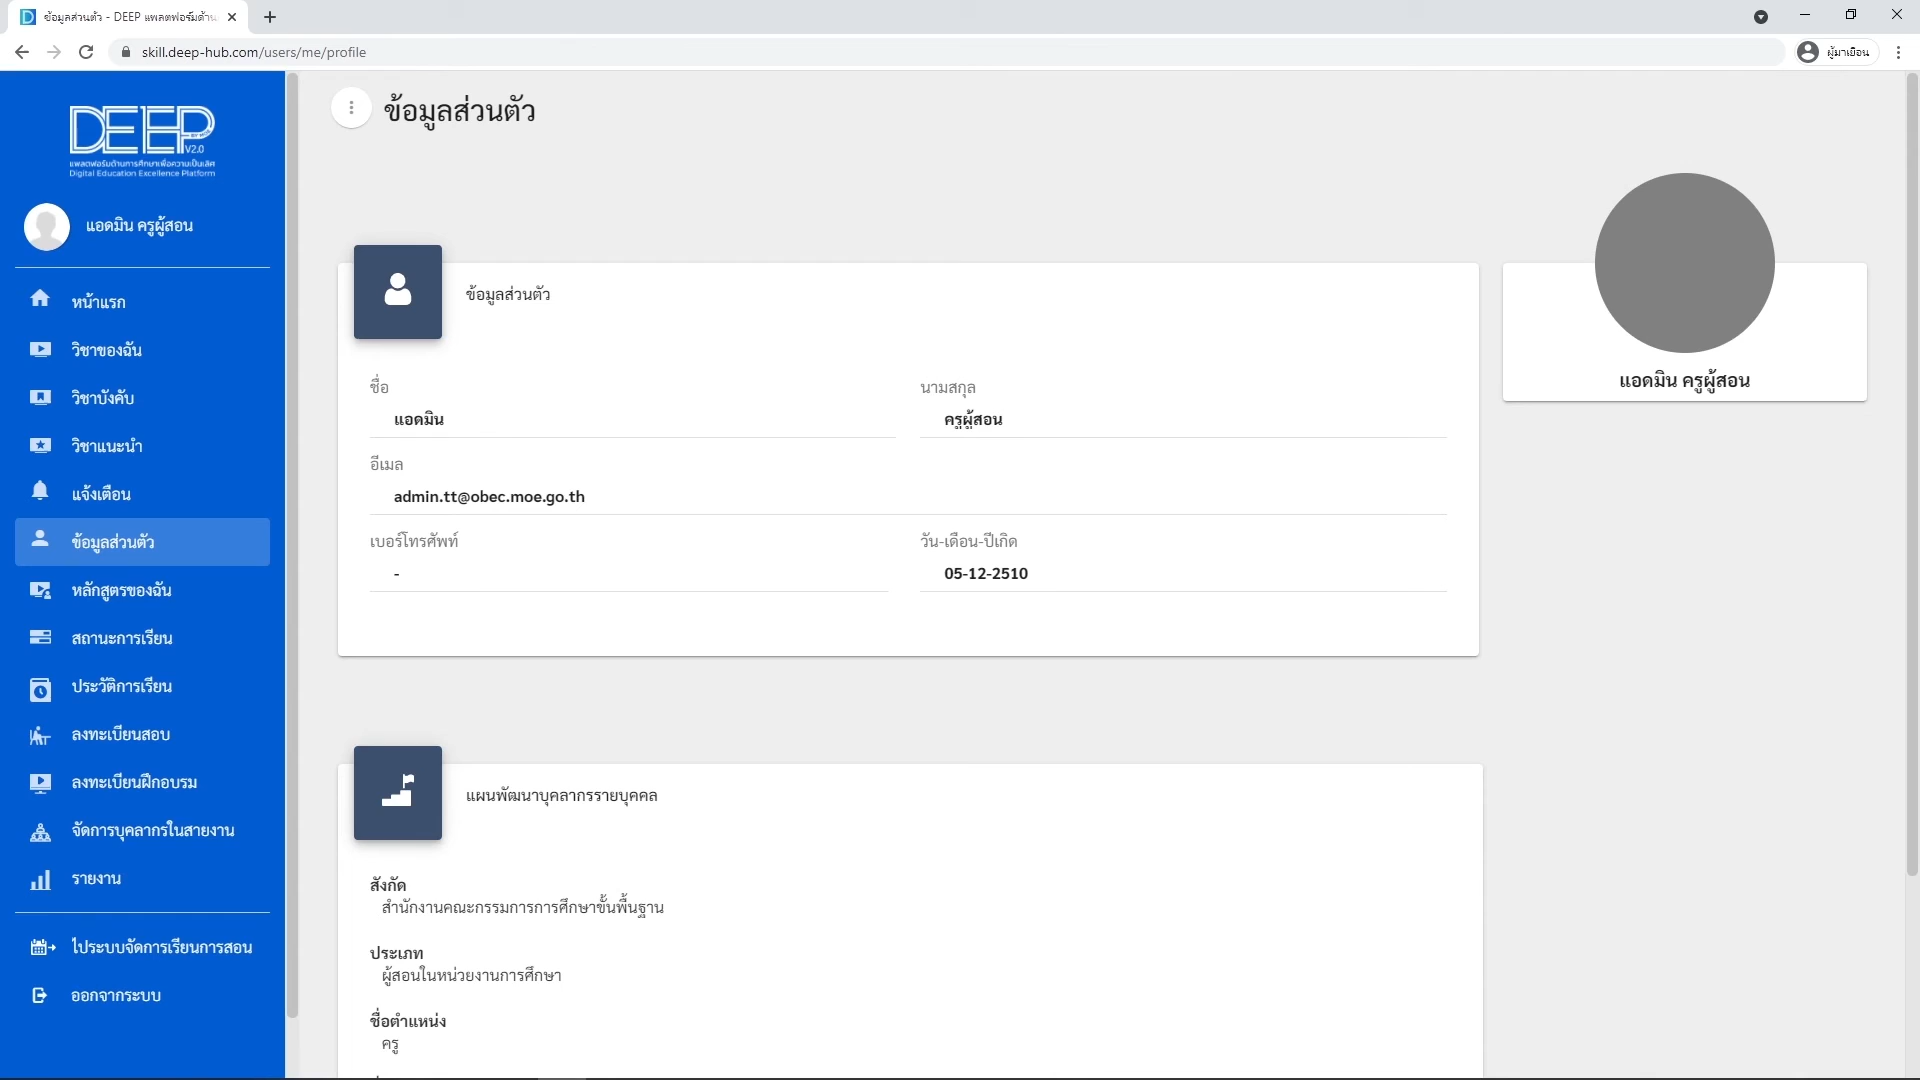 ข้อมูลส่วนตัว - DEEP แพลตฟอร์มด้าน
skill.deep-hub.com/users/me/profile
ผู้มาเยือน
DEEP
V2.0
แพลตฟอร์มด้านการศึกษาเพื่อความเป็นเลิศ
Digital Education Excellence Platform
แอดมิน ครูผู้สอน
หน้าแรก
วิชาของฉัน
วิชาบังคับ
วิชาแนะนำ
แจ้งเตือน
ข้อมูลส่วนตัว
หลักสูตรของฉัน
สถานะการเรียน
ประวัติการเรียน
ลงทะเบียนสอบ
ลงทะเบียนฝึกอบรม
จัดการบุคลากรในสายงาน
รายงาน
ไประบบจัดการเรียนการสอน
ออกจากระบบ
ข้อมูลส่วนตัว
ข้อมูลส่วนตัว
ชื่อ
แอดมิน
นามสกุล
ครูผู้สอน
อีเมล
admin.tt@obec.moe.go.th
เบอร์โทรศัพท์
-
วัน-เดือน-ปีเกิด
05-12-2510
แอดมิน ครูผู้สอน
แผนพัฒนาบุคลากรรายบุคคล
สังกัด
สำนักงานคณะกรรมการการศึกษาขั้นพื้นฐาน
ประเภท
ผู้สอนในหน่วยงานการศึกษา
ชื่อตำแหน่ง
ครู